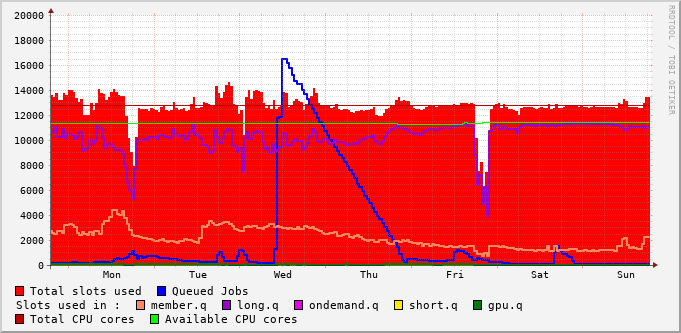 20000
18000
16000
14000
12000
10000
8000
6000
4000
2000
0
Mon Tue Wed Thu Fri Sat Sun
Total slots used Queued Jobs
Slots used in : member.q long.q ondemand.q short.q gpu.q
Total CPU cores Available CPU cores
RRDTOOL / TOBI OETIKER